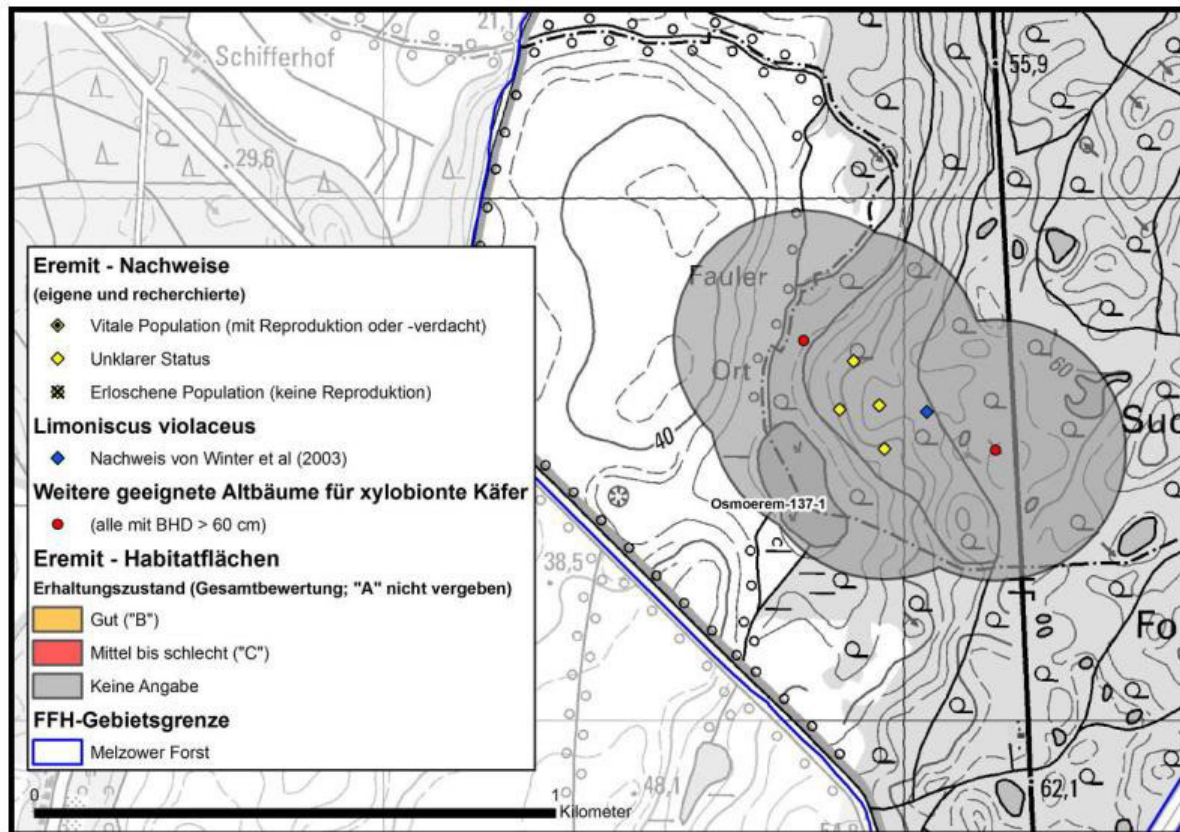 21,1
Schifferhof
55,9
29,6
Eremit - Nachweise
(eigene und recherchierte)
Vitale Population (mit Reproduktion oder -verdacht)
Unklarer Status
Erloschene Population (keine Reproduktion)
Limoniscus violaceus
Nachweis von Winter et al (2003)
Weitere geeignete Altbäume für xylobionte Käfer
(alle mit BHD > 60 cm)
Eremit - Habitatflächen
Erhaltungszustand (Gesamtbewertung; "A" nicht vergeben)
Gut ("B")
Mittel bis schlecht ("C")
Keine Angabe
FFH-Gebietsgrenze
Melzower Forst
Fauler
Ort
60
40
Suc
Osmoerem-137-1
38,5
Fo
48,1
62,1
0
1
Kilometer